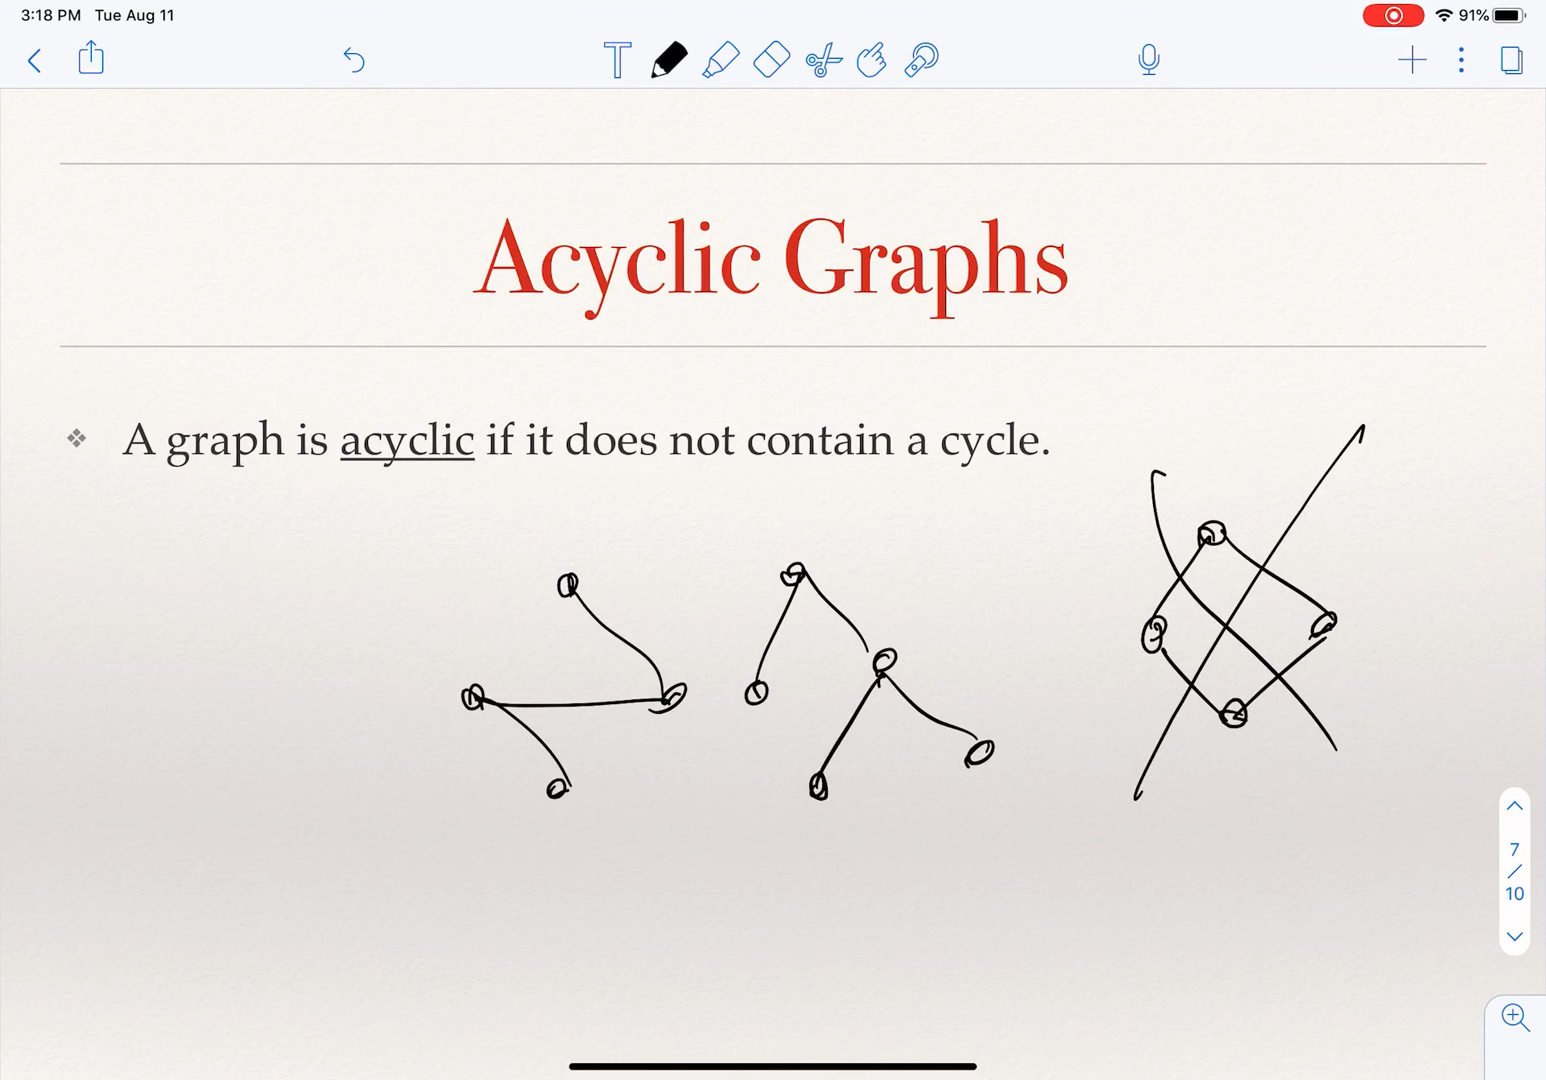 3:18 PM Tue Aug 11
91%
T
Acyclic Graphs
❖ A graph is acyclic if it does not contain a cycle.
7
/
10